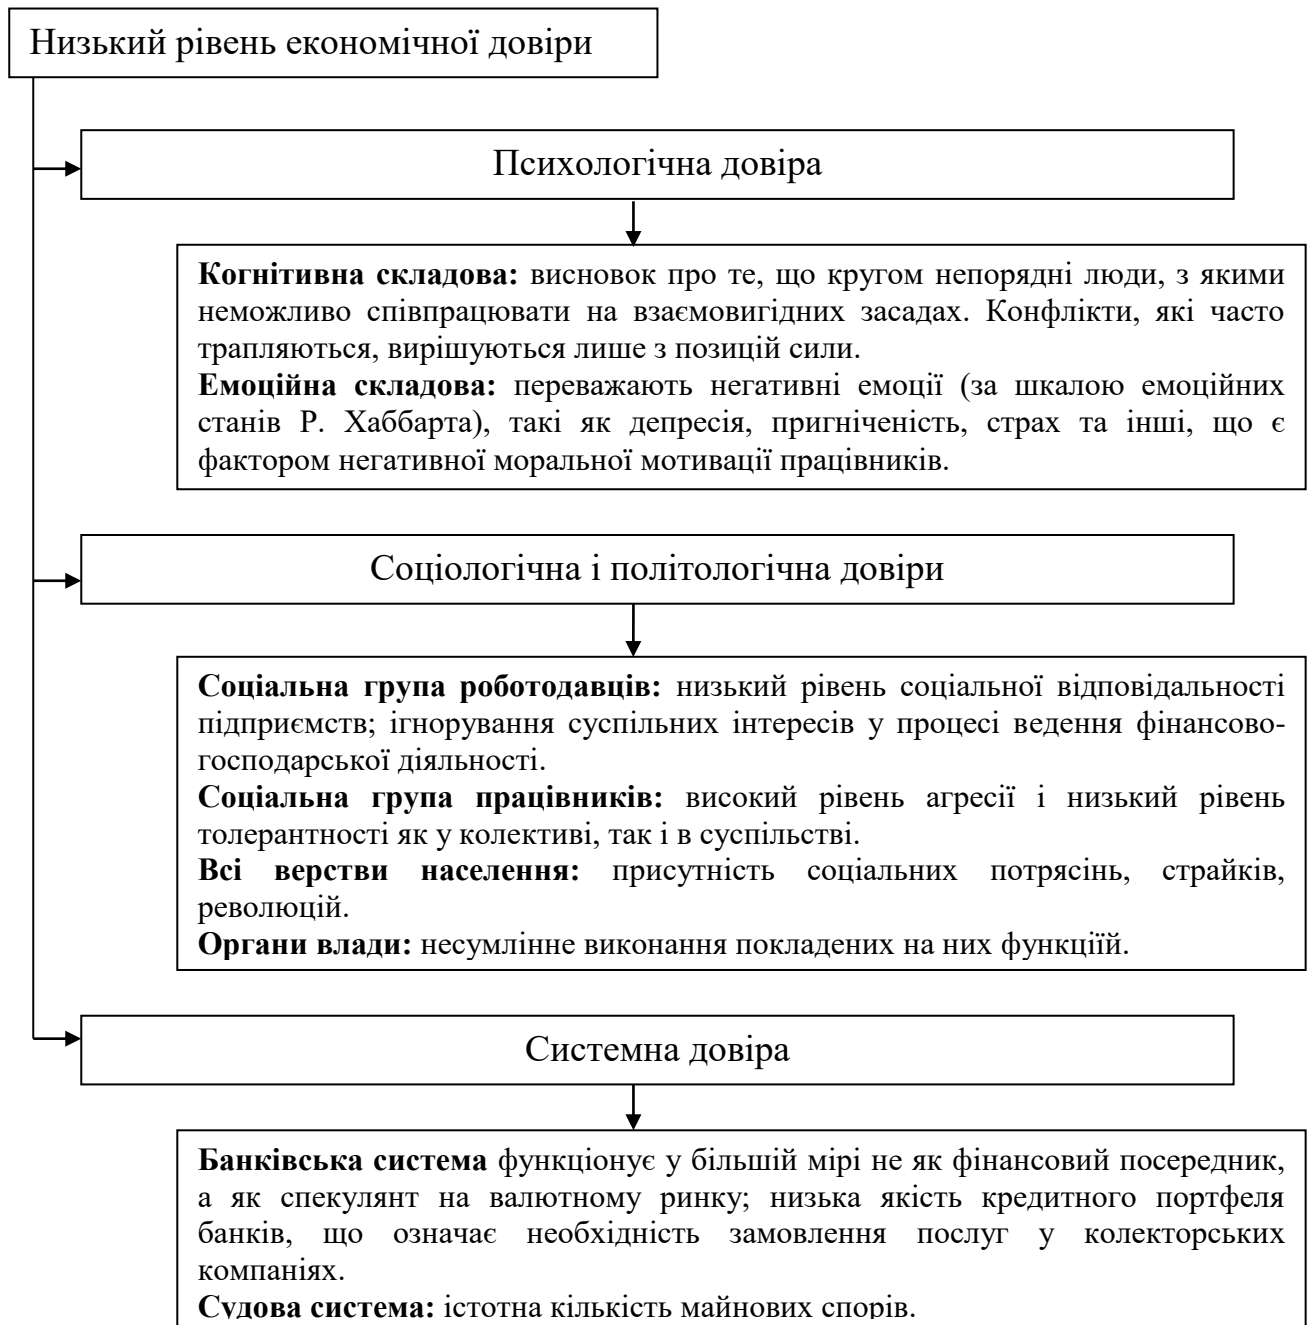 Низький рівень економічної довіри
Психологічна довіра
Когнітивна складова: висновок про те, що кругом непорядні люди, з якими
неможливо співпрацювати на взаємовигідних засадах. Конфлікти, які часто
трапляються, вирішуються лише з позицій сили.
Емоційна складова: переважають негативні емоції (за шкалою емоційних
станів Р. Хаббарта), такі як депресія, пригніченість, страх та інші, що є
фактором негативної моральної мотивації працівників.
Соціологічна і політологічна довіри
Соціальна група роботодавців: низький рівень соціальної відповідальності
підприємств; ігнорування суспільних інтересів у процесі ведення фінансово-
господарської діяльності.
Соціальна група працівників: високий рівень агресії і низький рівень
толерантності як у колективі, так і в суспільстві.
Всі верстви населення: присутність соціальних потрясінь, страйків,
революцій.
Органи влади: несумлінне виконання покладених на них функціїй.
Системна довіра
Банківська система функціонує у більшій мірі не як фінансовий посередник,
а як спекулянт на валютному ринку; низька якість кредитного портфеля
банків, що означає необхідність замовлення послуг у колекторських
компаніях.
Судова система: істотна кількість майнових спорів.